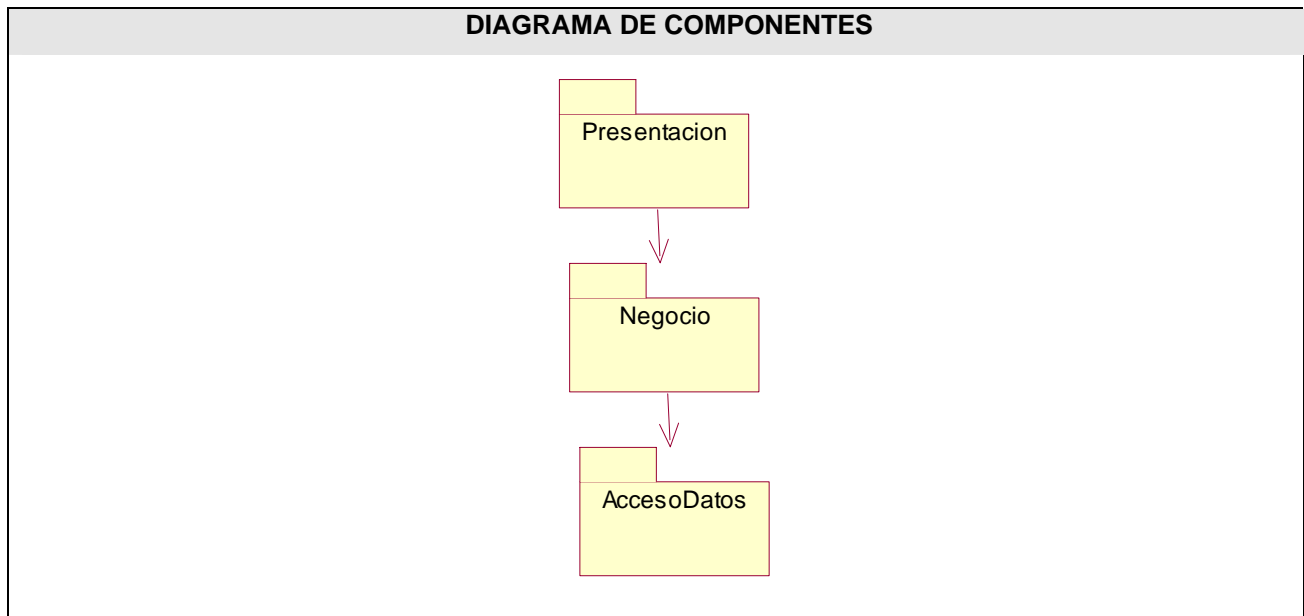 DIAGRAMA DE COMPONENTES
Presentacion
Negocio
AccesoDatos